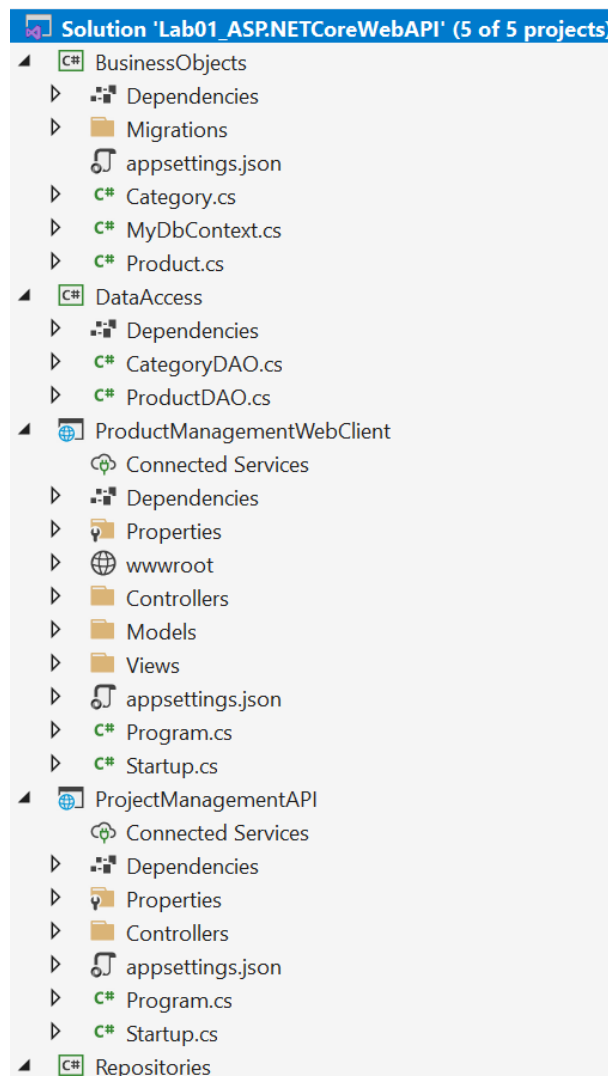 Solution 'Lab01_ASP.NETCoreWebAPI' (5 of 5 projects)
C# BusinessObjects
Dependencies
Migrations
appsettings.json
C# Category.cs
C# MyDbContext.cs
C# Product.cs
C# DataAccess
Dependencies
C# CategoryDAO.cs
C# ProductDAO.cs
ProductManagementWebClient
Connected Services
Dependencies
Properties
wwwroot
Controllers
Models
Views
appsettings.json
C# Program.cs
C# Startup.cs
ProjectManagementAPI
Connected Services
Dependencies
Properties
Controllers
appsettings.json
C# Program.cs
C# Startup.cs
C# Repositories